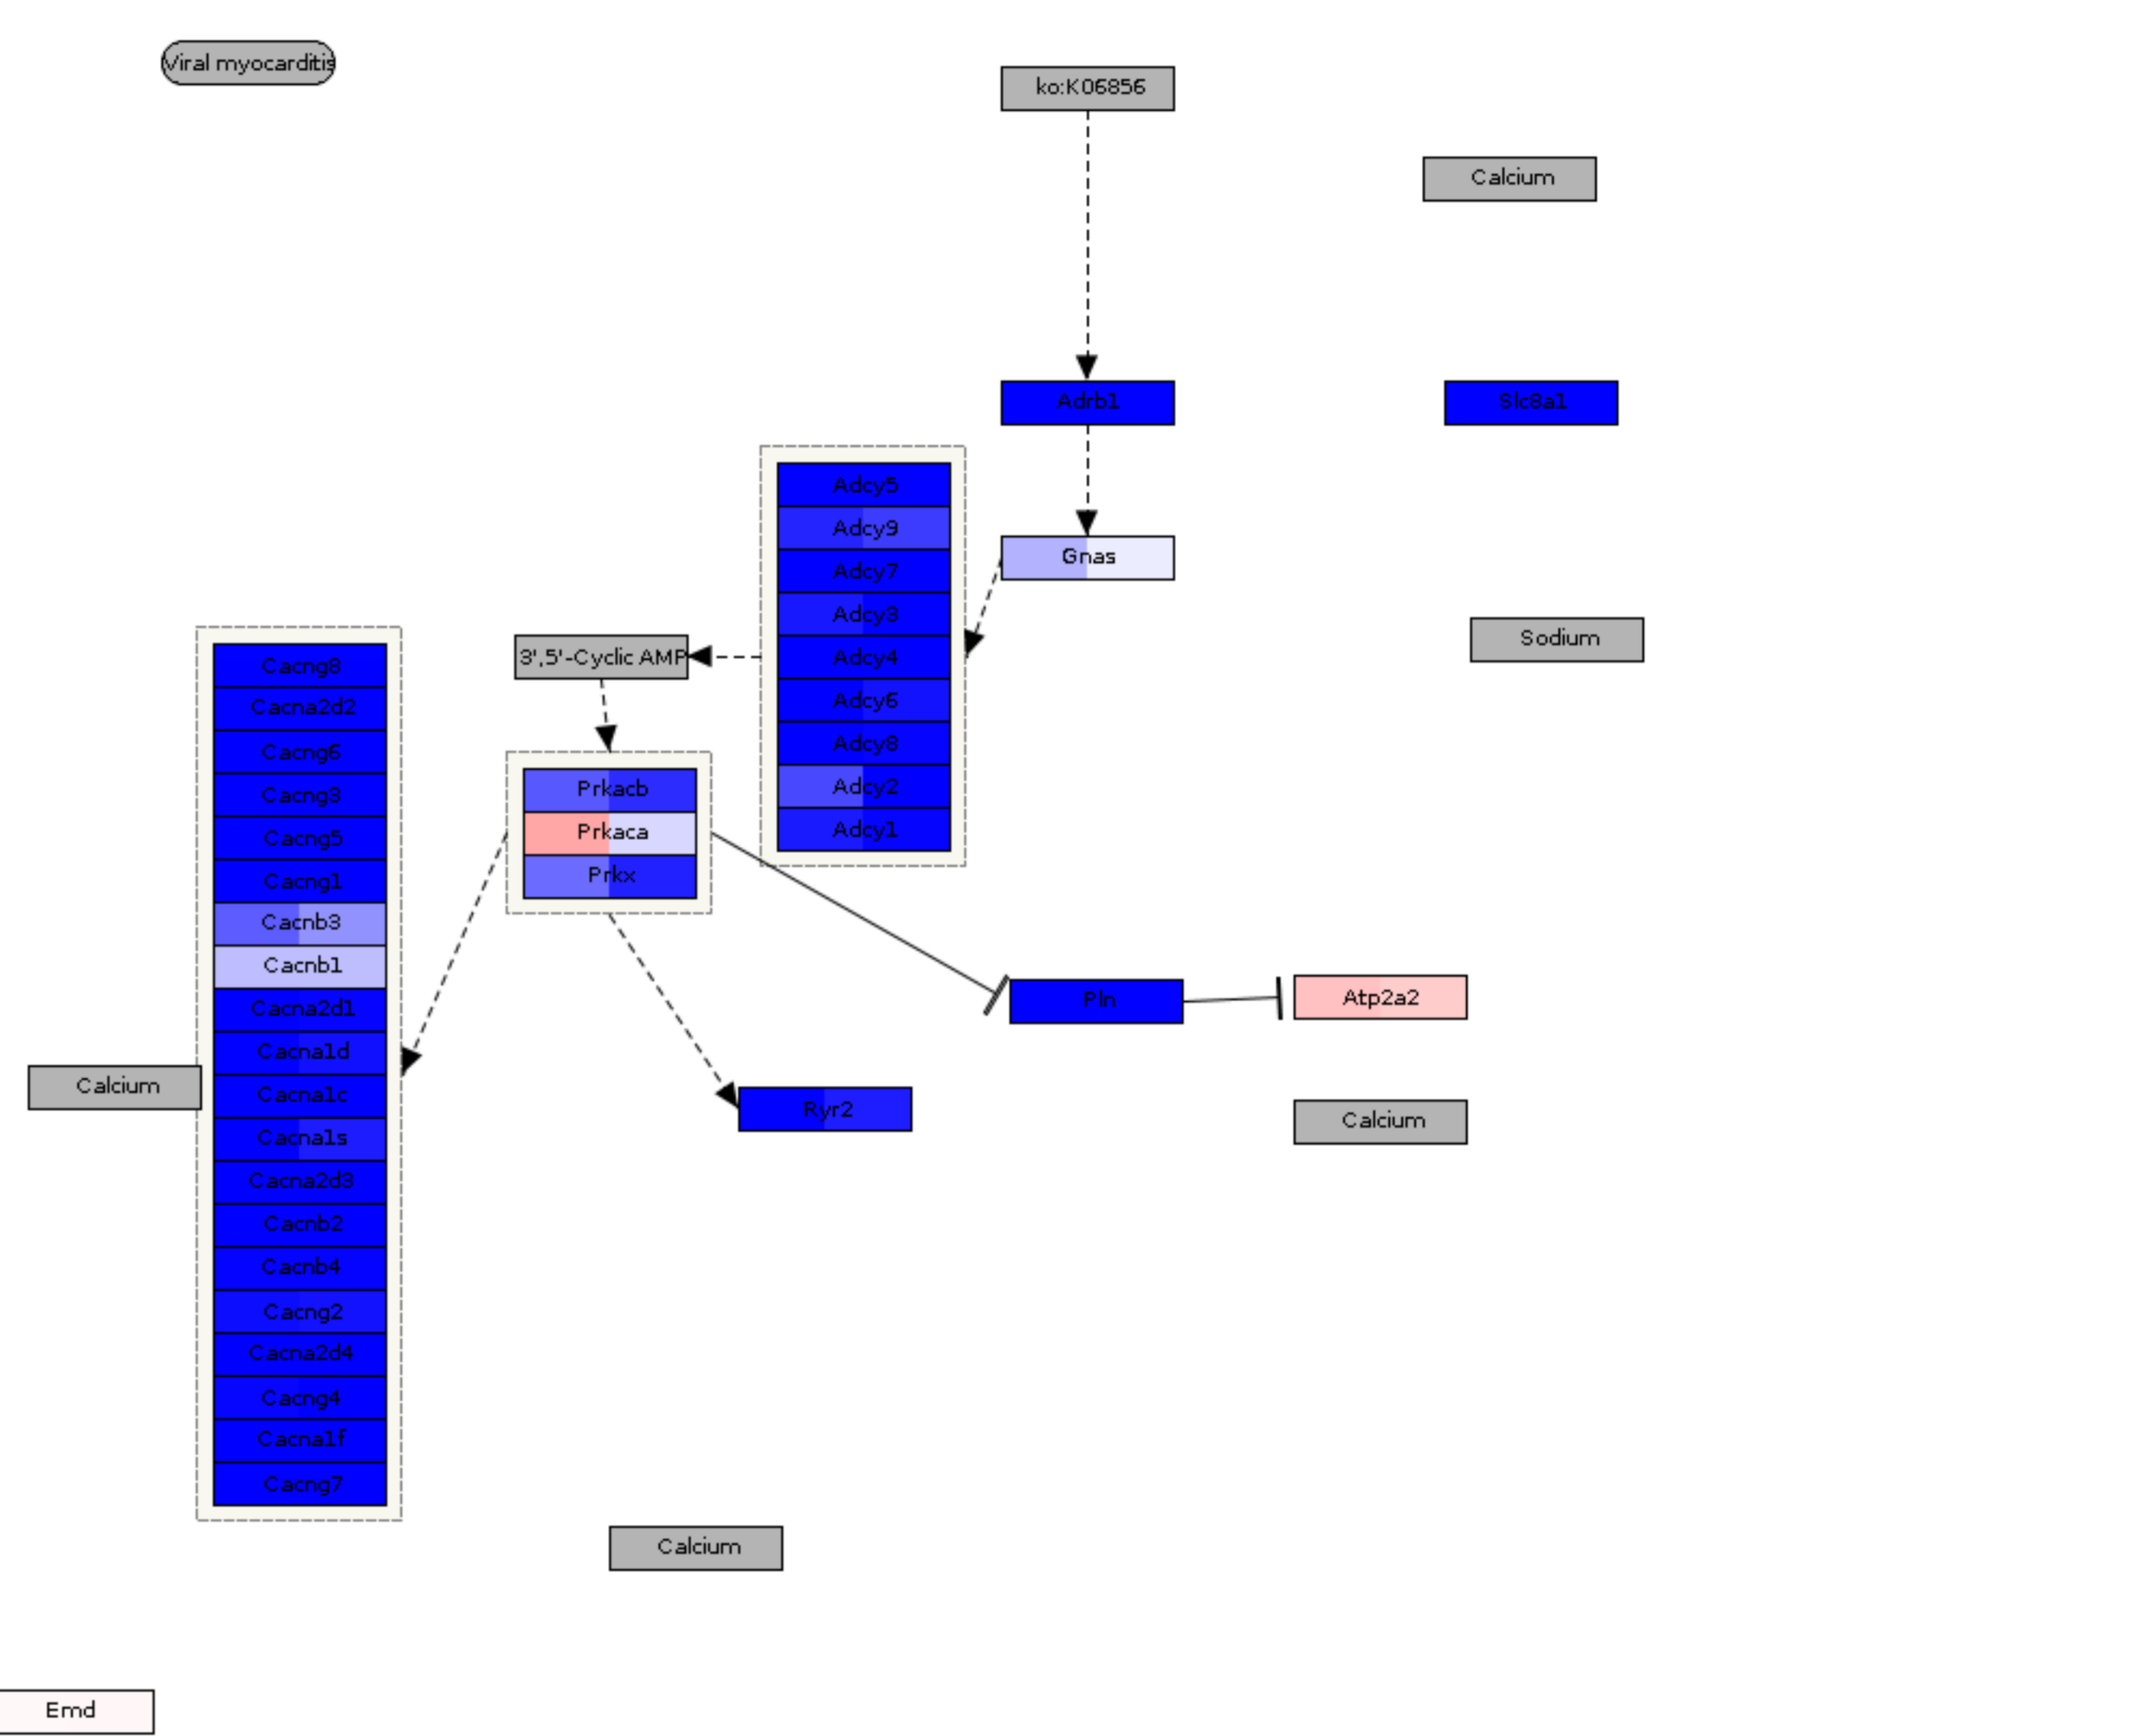 Viral myocarditis
ko:K06856
Calcium
Adrb1
Slc8a1
Adcy5
Adcy9
Adcy7
Adcy3
Adcy4
Adcy6
Adcy8
Adcy2
Adcy1
Gnas
Sodium
3',5'-Cyclic AMP
Cacng8
Cacna2d2
Cacng6
Cacng3
Cacng5
Cacng1
Cacnb3
Cacnb1
Cacna2d1
Cacna1d
Cacna1c
Cacna1s
Cacna2d3
Cacnb2
Cacnb4
Cacng2
Cacna2d4
Cacng4
Cacna1f
Cacng7
Prkacb
Prkaca
Prkx
Pln
Atp2a2
Calcium
Ryr2
Calcium
Calcium
Emd